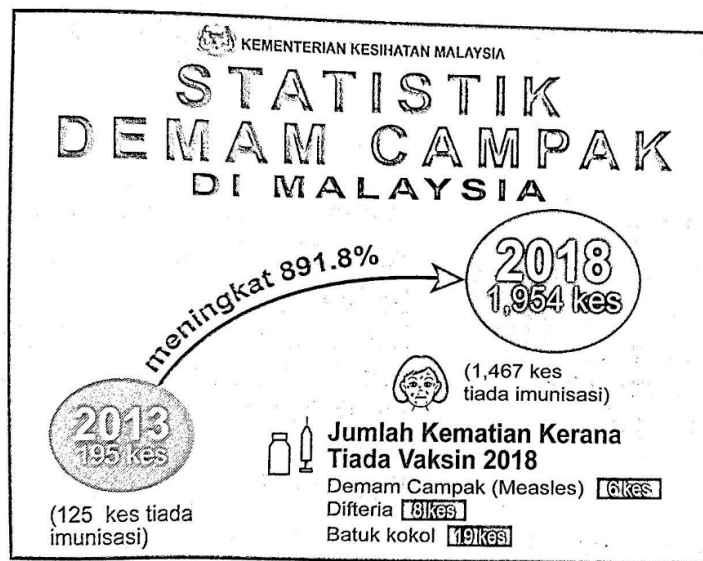 KEMENTERIAN KESIHATAN MALAYSIA
STATISTIK
DEMAM CAMPAK
DI MALAYSIA
meningkat 891.8%
2018
1,954 kes
(1,467 kes
tiada imunisasi)
2013
195 kes
(125 kes tiada
imunisasi)
Jumlah Kematian Kerana
Tiada Vaksin 2018
Demam Campak (Measles) 6 kes
Difteria 8 kes
Batuk kokol 19 kes